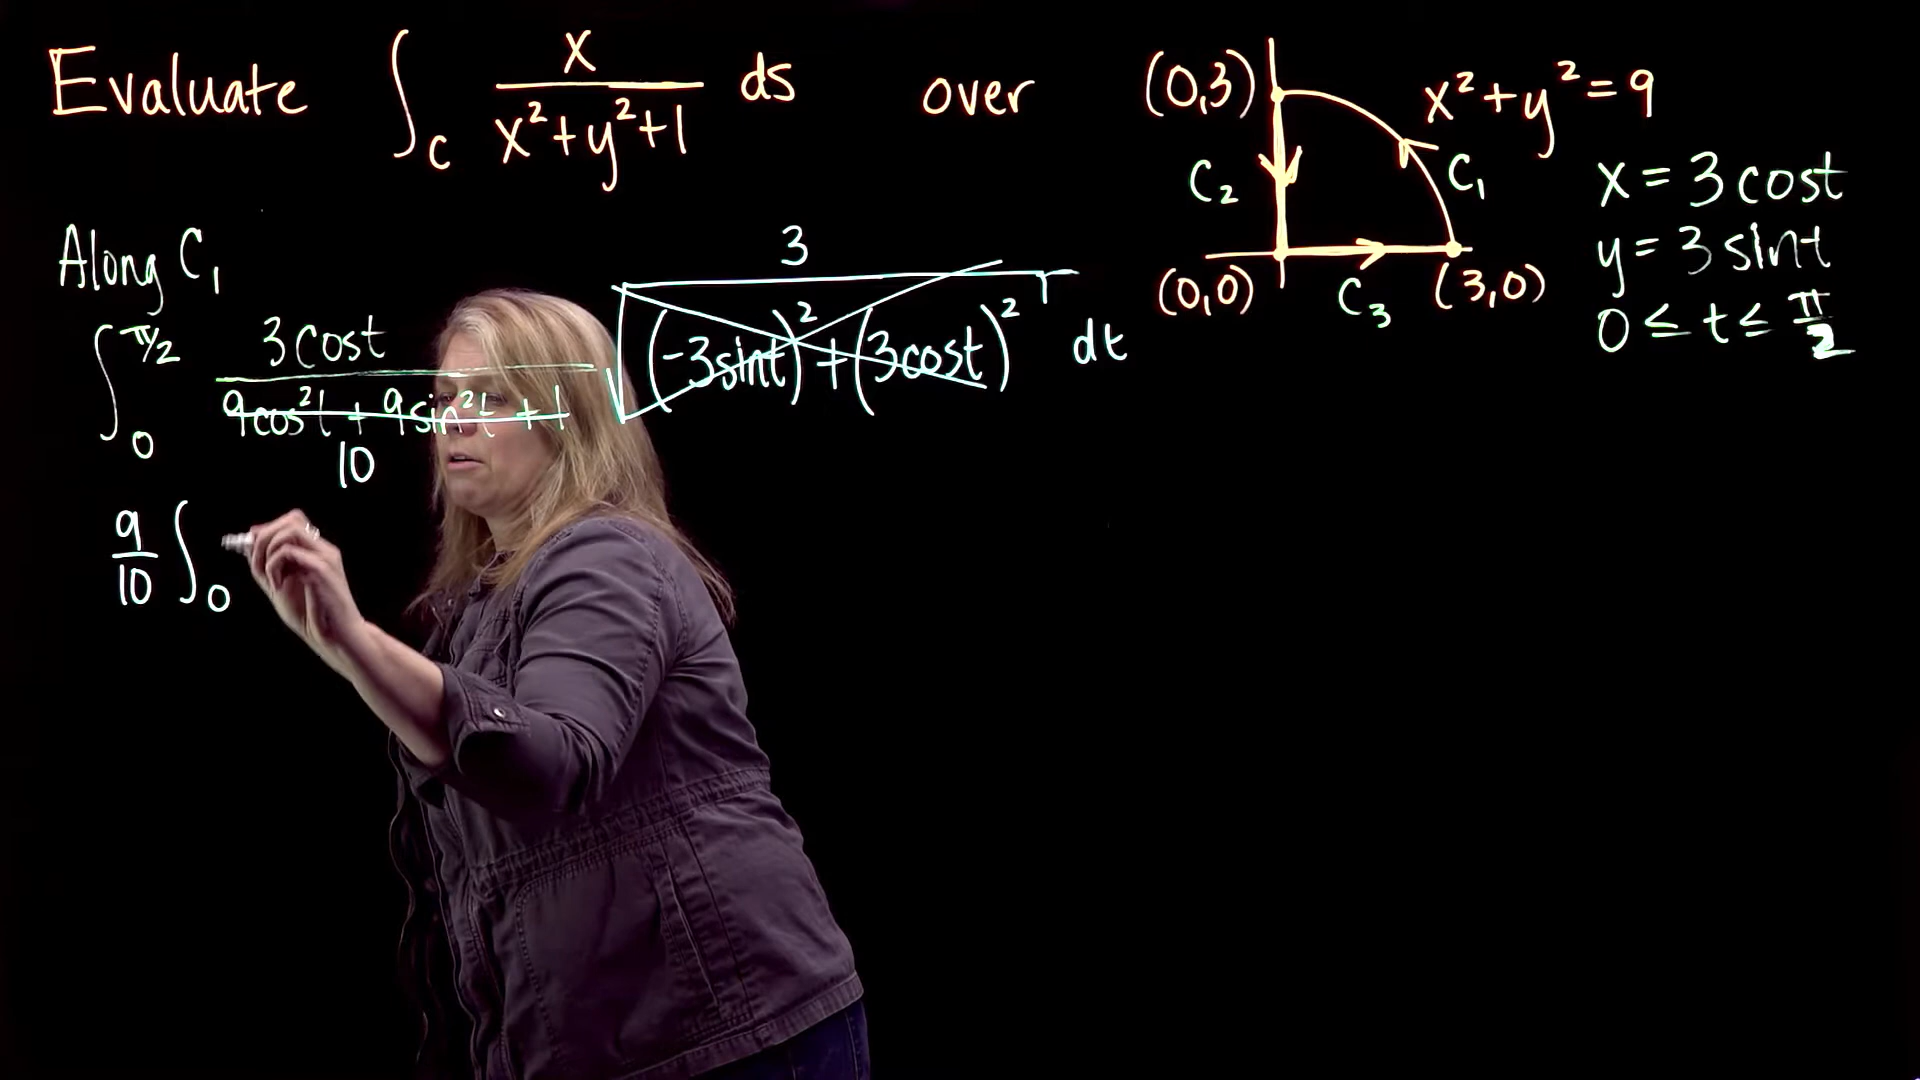 Evaluate ∫_C x/(x²+y²+1) ds over
(0,3)
x²+y²=9
C₂
C₁
(0,0)
C₃
(3,0)
x = 3cost
y = 3sint
0 ≤ t ≤ π/2
Along C₁
3
∫₀^(π/2) 3cost/(9cos²t + 9sin²t + 1) √((-3sint)²+(3cost)²) dt
10
9/10 ∫₀